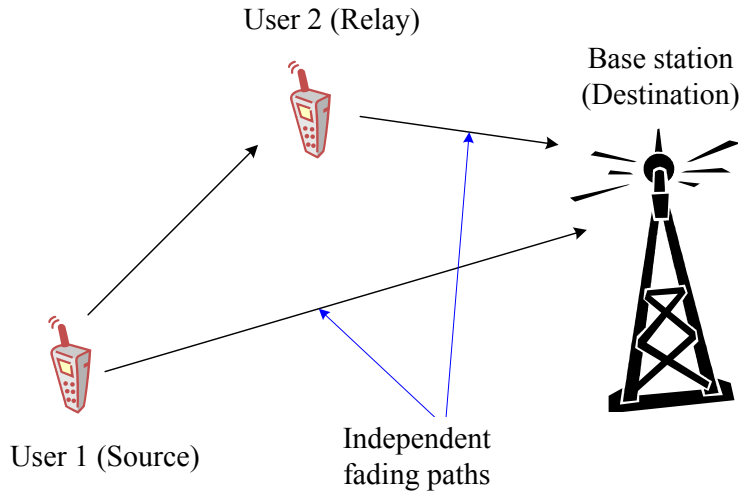 User 2 (Relay)
Base station
(Destination)
User 1 (Source)
Independent
fading paths